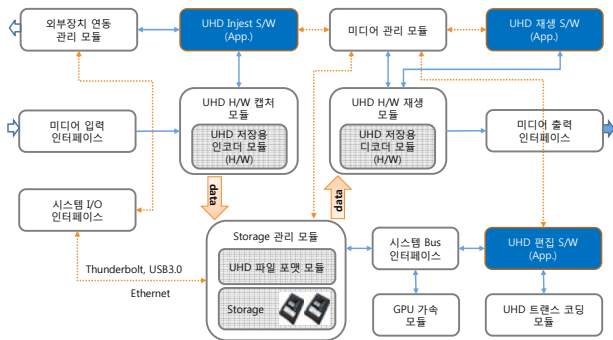 외부장치 연동
관리 모듈
UHD Injest S/W
(App.)
미디어 관리 모듈
UHD 재생 S/W
(App.)
미디어 입력
인터페이스
UHD H/W 캡처
모듈
UHD 저장용
인코더 모듈
(H/W)
UHD H/W 재생
모듈
UHD 저장용
디코더 모듈
(H/W)
미디어 출력
인터페이스
data
data
시스템 I/O
인터페이스
Storage 관리 모듈
UHD 파일 포맷 모듈
Storage
시스템 Bus
인터페이스
UHD 편집 S/W
(App.)
Thunderbolt, USB3.0
Ethernet
GPU 가속
모듈
UHD 트랜스 코딩
모듈